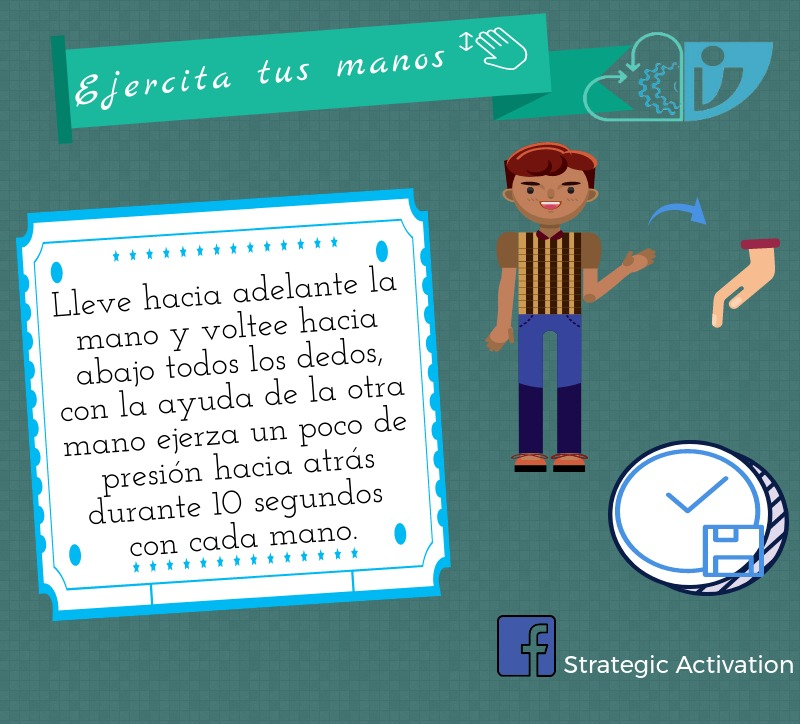 Ejercita tus manos
Lleve hacia adelante la
mano y voltee hacia
abajo todos los dedos,
con la ayuda de la otra
mano ejerza un poco de
presión hacia atrás
durante 10 segundos
con cada mano.
Strategic Activation